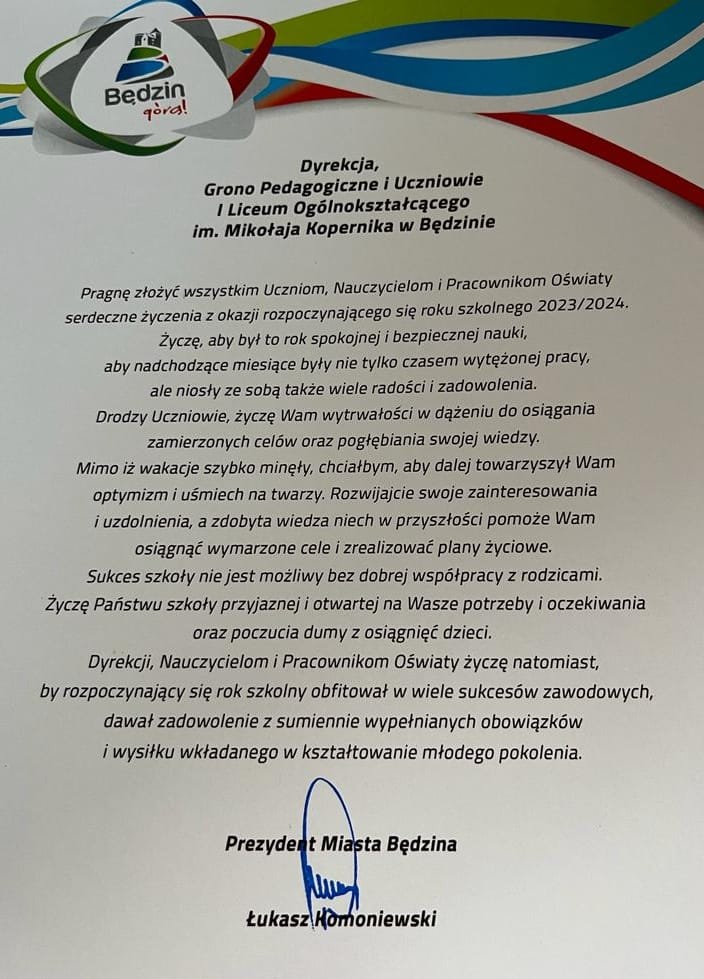 Będzin
góra!
Dyrekcja,
Grono Pedagogiczne i Uczniowie
I Liceum Ogólnokształcącego
im. Mikołaja Kopernika w Będzinie
Pragnę złożyć wszystkim Uczniom, Nauczycielom i Pracownikom Oświaty
serdeczne życzenia z okazji rozpoczynającego się roku szkolnego 2023/2024.
Życzę, aby był to rok spokojnej i bezpiecznej nauki,
aby nadchodzące miesiące były nie tylko czasem wytężonej pracy,
ale niosły ze sobą także wiele radości i zadowolenia.
Drodzy Uczniowie, życzę Wam wytrwałości w dążeniu do osiągania
zamierzonych celów oraz pogłębiania swojej wiedzy.
Mimo iż wakacje szybko minęły, chciałbym, aby dalej towarzyszył Wam
optymizm i uśmiech na twarzy. Rozwijajcie swoje zainteresowania
i uzdolnienia, a zdobyta wiedza niech w przyszłości pomoże Wam
osiągnąć wymarzone cele i zrealizować plany życiowe.
Sukces szkoły nie jest możliwy bez dobrej współpracy z rodzicami.
Życzę Państwu szkoły przyjaznej i otwartej na Wasze potrzeby i oczekiwania
oraz poczucia dumy z osiągnięć dzieci.
Dyrekcji, Nauczycielom i Pracownikom Oświaty życzę natomiast,
by rozpoczynający się rok szkolny obfitował w wiele sukcesów zawodowych,
dawał zadowolenie z sumiennie wypełnianych obowiązków
i wysiłku wkładanego w kształtowanie młodego pokolenia.
Prezydent Miasta Będzina
Łukasz Komoniewski